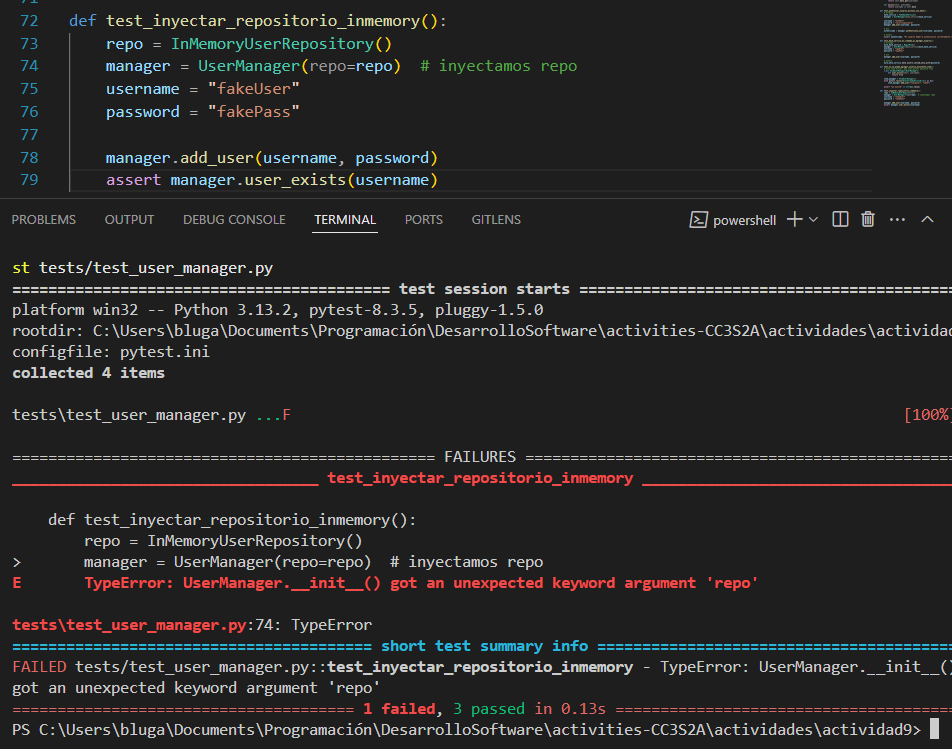 71
72 def test_inyectar_repositorio_inmemory():
73 repo = InMemoryUserRepository()
74 manager = UserManager(repo=repo)  # inyectamos repo
75 username = "fakeUser"
76 password = "fakePass"
77
78 manager.add_user(username, password)
79 assert manager.user_exists(username)
PROBLEMS OUTPUT DEBUG CONSOLE TERMINAL PORTS GITLENS powershell
st tests/test_user_manager.py
========================================== test session starts =========================================
platform win32 -- Python 3.13.2, pytest-8.3.5, pluggy-1.5.0
rootdir: C:\Users\bluga\Documents\Programación\DesarrolloSoftware\activities-CC3S2A\actividades\activida
configfile: pytest.ini
collected 4 items
tests\test_user_manager.py ...F [100%]
=============================================== FAILURES ===============================================
__________________________________ test_inyectar_repositorio_inmemory __________________________________
def test_inyectar_repositorio_inmemory():
repo = InMemoryUserRepository()
> manager = UserManager(repo=repo)  # inyectamos repo
E TypeError: UserManager.__init__() got an unexpected keyword argument 'repo'
tests\test_user_manager.py:74: TypeError
======================================== short test summary info =======================================
FAILED tests/test_user_manager.py::test_inyectar_repositorio_inmemory - TypeError: UserManager.__init__()
got an unexpected keyword argument 'repo'
====================================== 1 failed, 3 passed in 0.13s =====================================
PS C:\Users\bluga\Documents\Programación\DesarrolloSoftware\activities-CC3S2A\actividades\actividad9>